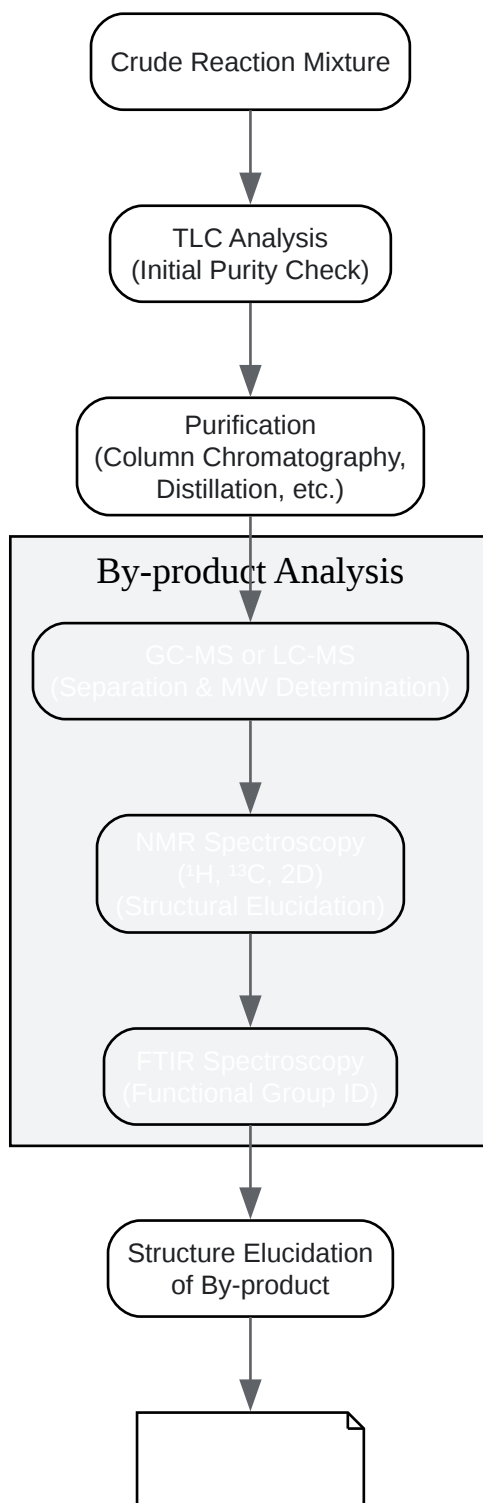 Crude Reaction Mixture
TLC Analysis
(Initial Purity Check)
Purification
(Column Chromatography,
Distillation, etc.)
By-product Analysis
GC-MS or LC-MS
(Separation & MW Determination)
NMR Spectroscopy
(¹H, ¹³C, 2D)
(Structural Elucidation)
FTIR Spectroscopy
(Functional Group ID)
Structure Elucidation
of By-product